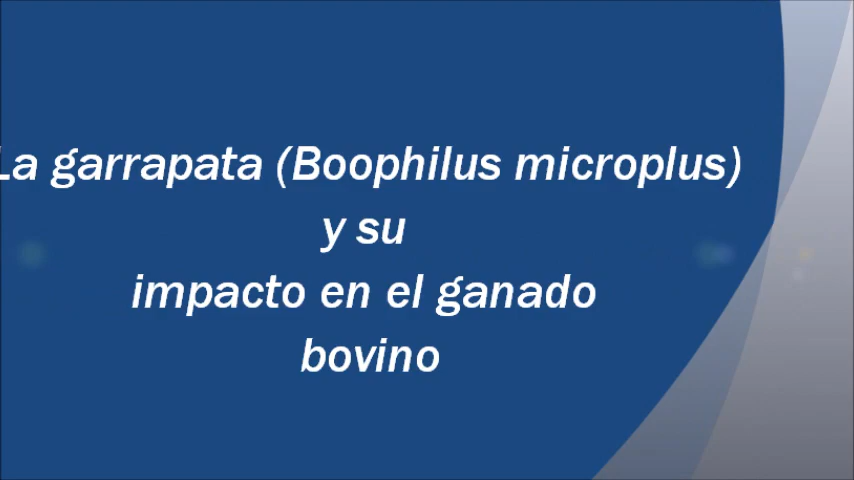 La garrapata (Boophilus microplus)
y su
impacto en el ganado
bovino